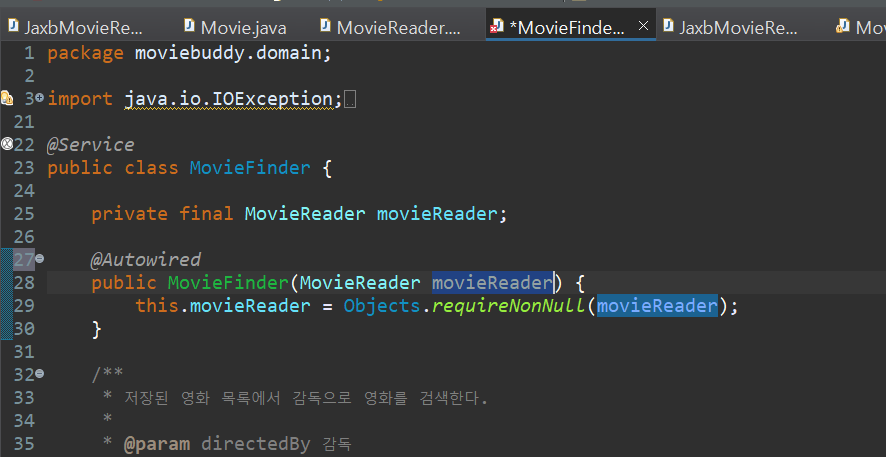 JaxbMovieRe... Movie.java MovieReader.... *MovieFinde... JaxbMovieRe... Mov
1 package moviebuddy.domain;
2
3 import java.io.IOException;
21
22 @Service
23 public class MovieFinder {
24
25 private final MovieReader movieReader;
26
27 @Autowired
28 public MovieFinder(MovieReader movieReader) {
29 this.movieReader = Objects.requireNonNull(movieReader);
30 }
31
32 /**
33 * 저장된 영화 목록에서 감독으로 영화를 검색한다.
34 *
35 * @param directedBy 감독